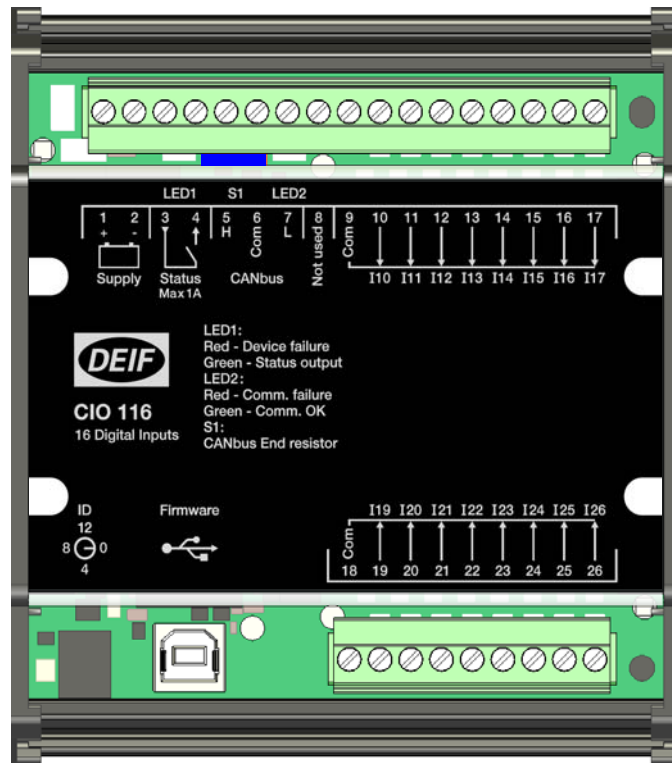 LED1 S1 LED2
1 2 3 4 5 6 7 8 9 10 11 12 13 14 15 16 17
+ - H Com L Not used Com
I10 I11 I12 I13 I14 I15 I16 I17
Supply Status CANbus
Max 1A
LED1:
Red - Device failure
Green - Status output
LED2:
Red - Comm. failure
Green - Comm. OK
S1:
CANbus End resistor
DEIF
CIO 116
16 Digital Inputs
ID
12
8 0
4
Firmware
I19 I20 I21 I22 I23 I24 I25 I26
Com
18 19 20 21 22 23 24 25 26